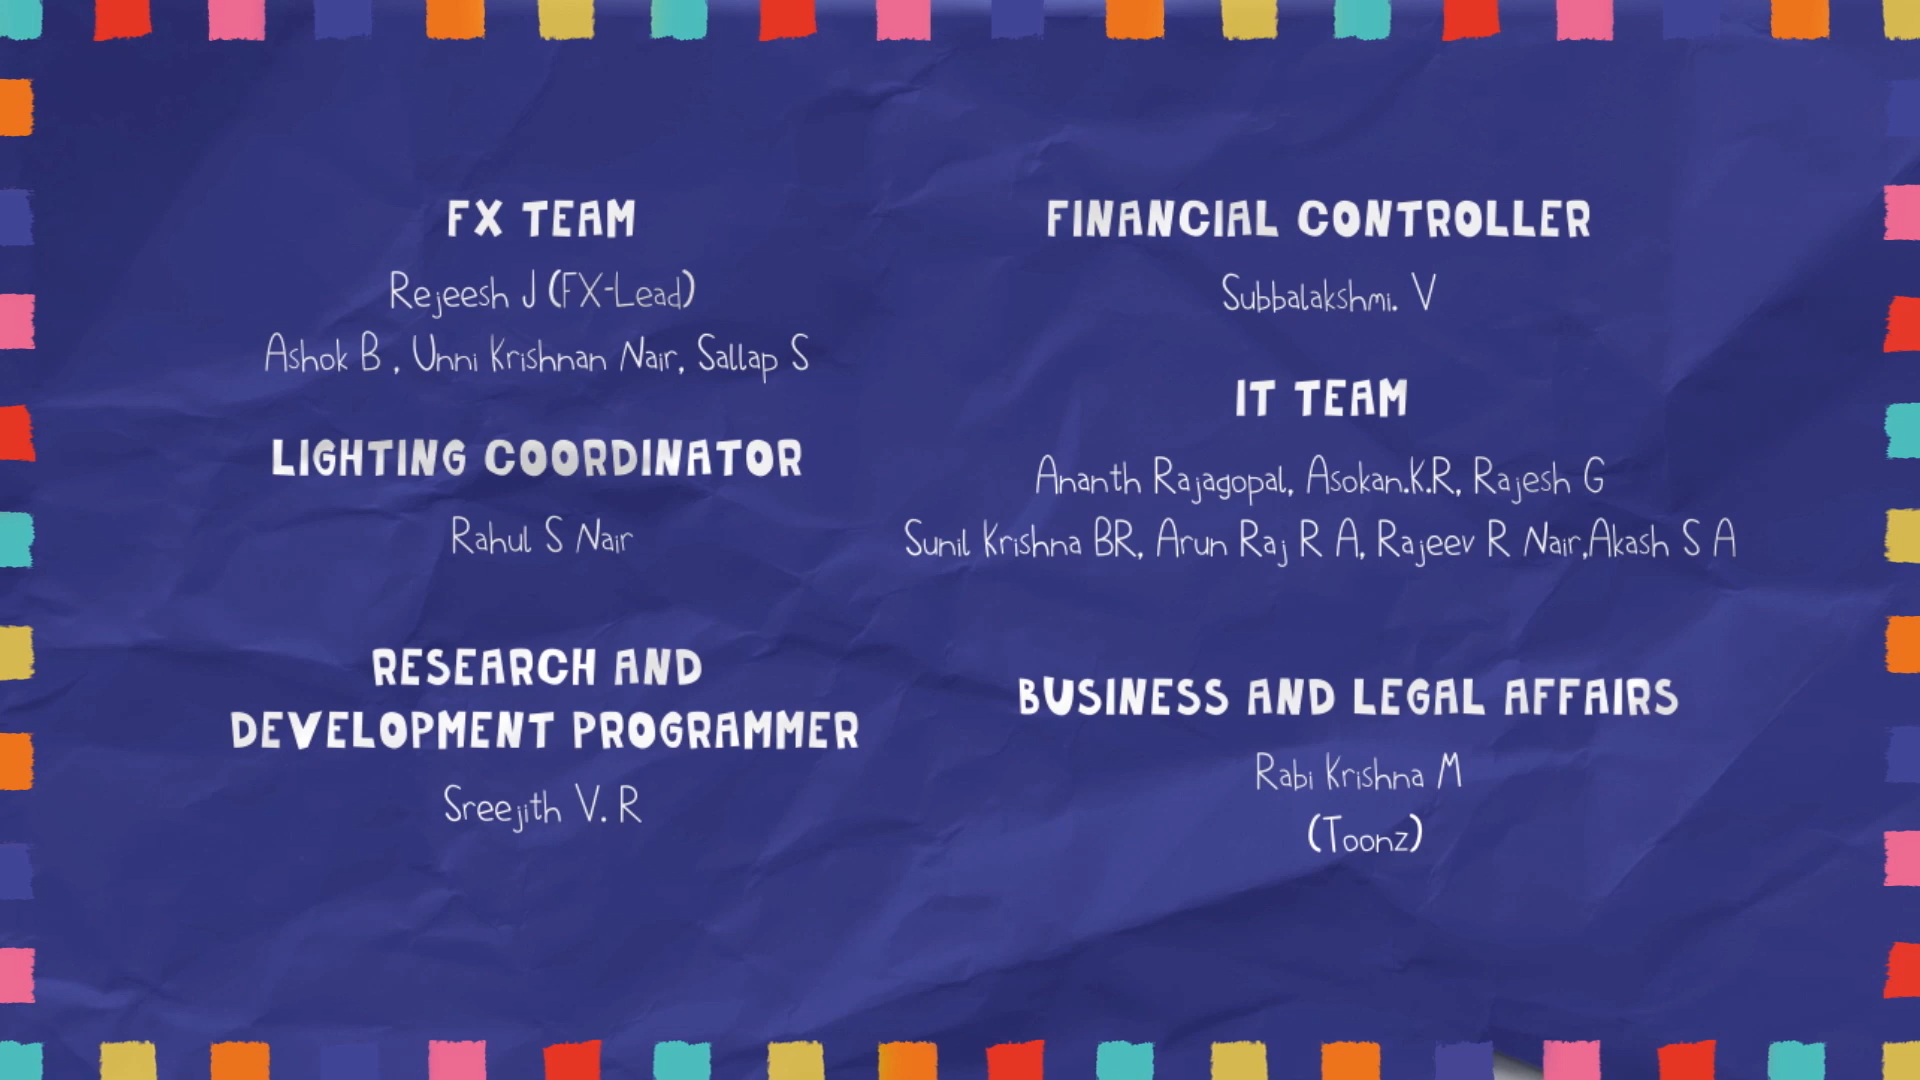 FX TEAM
Rejeesh J (FX-Lead)
Ashok B , Unni Krishnan Nair, Sallap S
LIGHTING COORDINATOR
Rahul S Nair
RESEARCH AND
DEVELOPMENT PROGRAMMER
Sreejith V. R
FINANCIAL CONTROLLER
Subbalakshmi. V
IT TEAM
Ananth Rajagopal, Asokan.K.R, Rajesh G
Sunil Krishna BR, Arun Raj R A, Rajeev R Nair,Akash S A
BUSINESS AND LEGAL AFFAIRS
Rabi Krishna M
(Toonz)